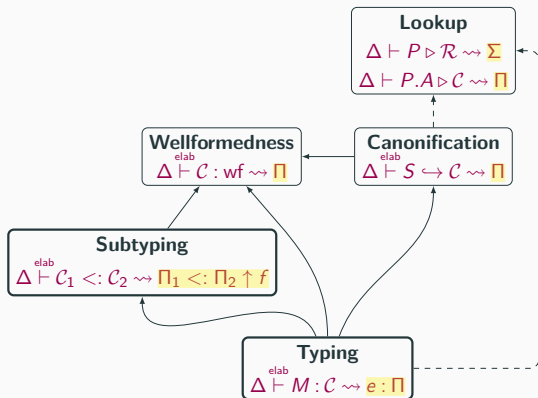 Lookup
Δ ⊢ P ▷ ℛ ⇝ Σ
Δ ⊢ P.A ▷ 𝒞 ⇝ Π
Wellformedness
Δ ⊢^elab 𝒞 : wf ⇝ Π
Canonification
Δ ⊢^elab S ↪ 𝒞 ⇝ Π
Subtyping
Δ ⊢^elab 𝒞₁ <: 𝒞₂ ⇝ Π₁ <: Π₂ ↑ f
Typing
Δ ⊢^elab M : 𝒞 ⇝ e : Π